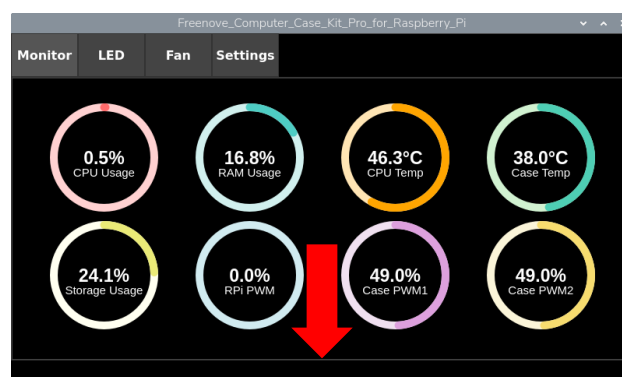 Freenove_Computer_Case_Kit_Pro_for_Raspberry_Pi
Monitor LED Fan Settings
0.5%
CPU Usage
16.8%
RAM Usage
46.3°C
CPU Temp
38.0°C
Case Temp
24.1%
Storage Usage
0.0%
RPi PWM
49.0%
Case PWM1
49.0%
Case PWM2